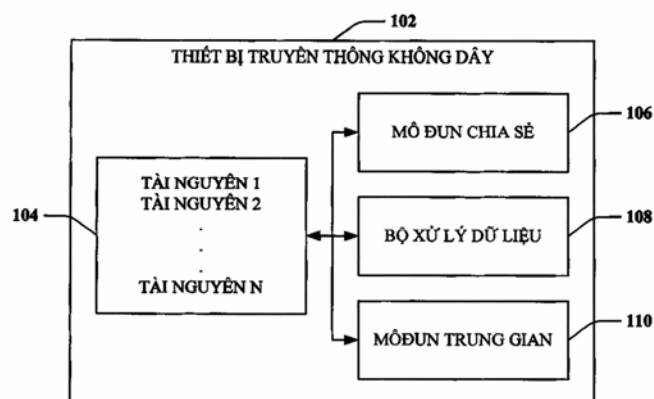 102
THIẾT BỊ TRUYỀN THÔNG KHÔNG DÂY
106
MÔ ĐUN CHIA SẺ
TÀI NGUYÊN 1
TÀI NGUYÊN 2
.
.
.
TÀI NGUYÊN N
104
108
BỘ XỬ LÝ DỮ LIỆU
MÔĐUN TRUNG GIAN
110